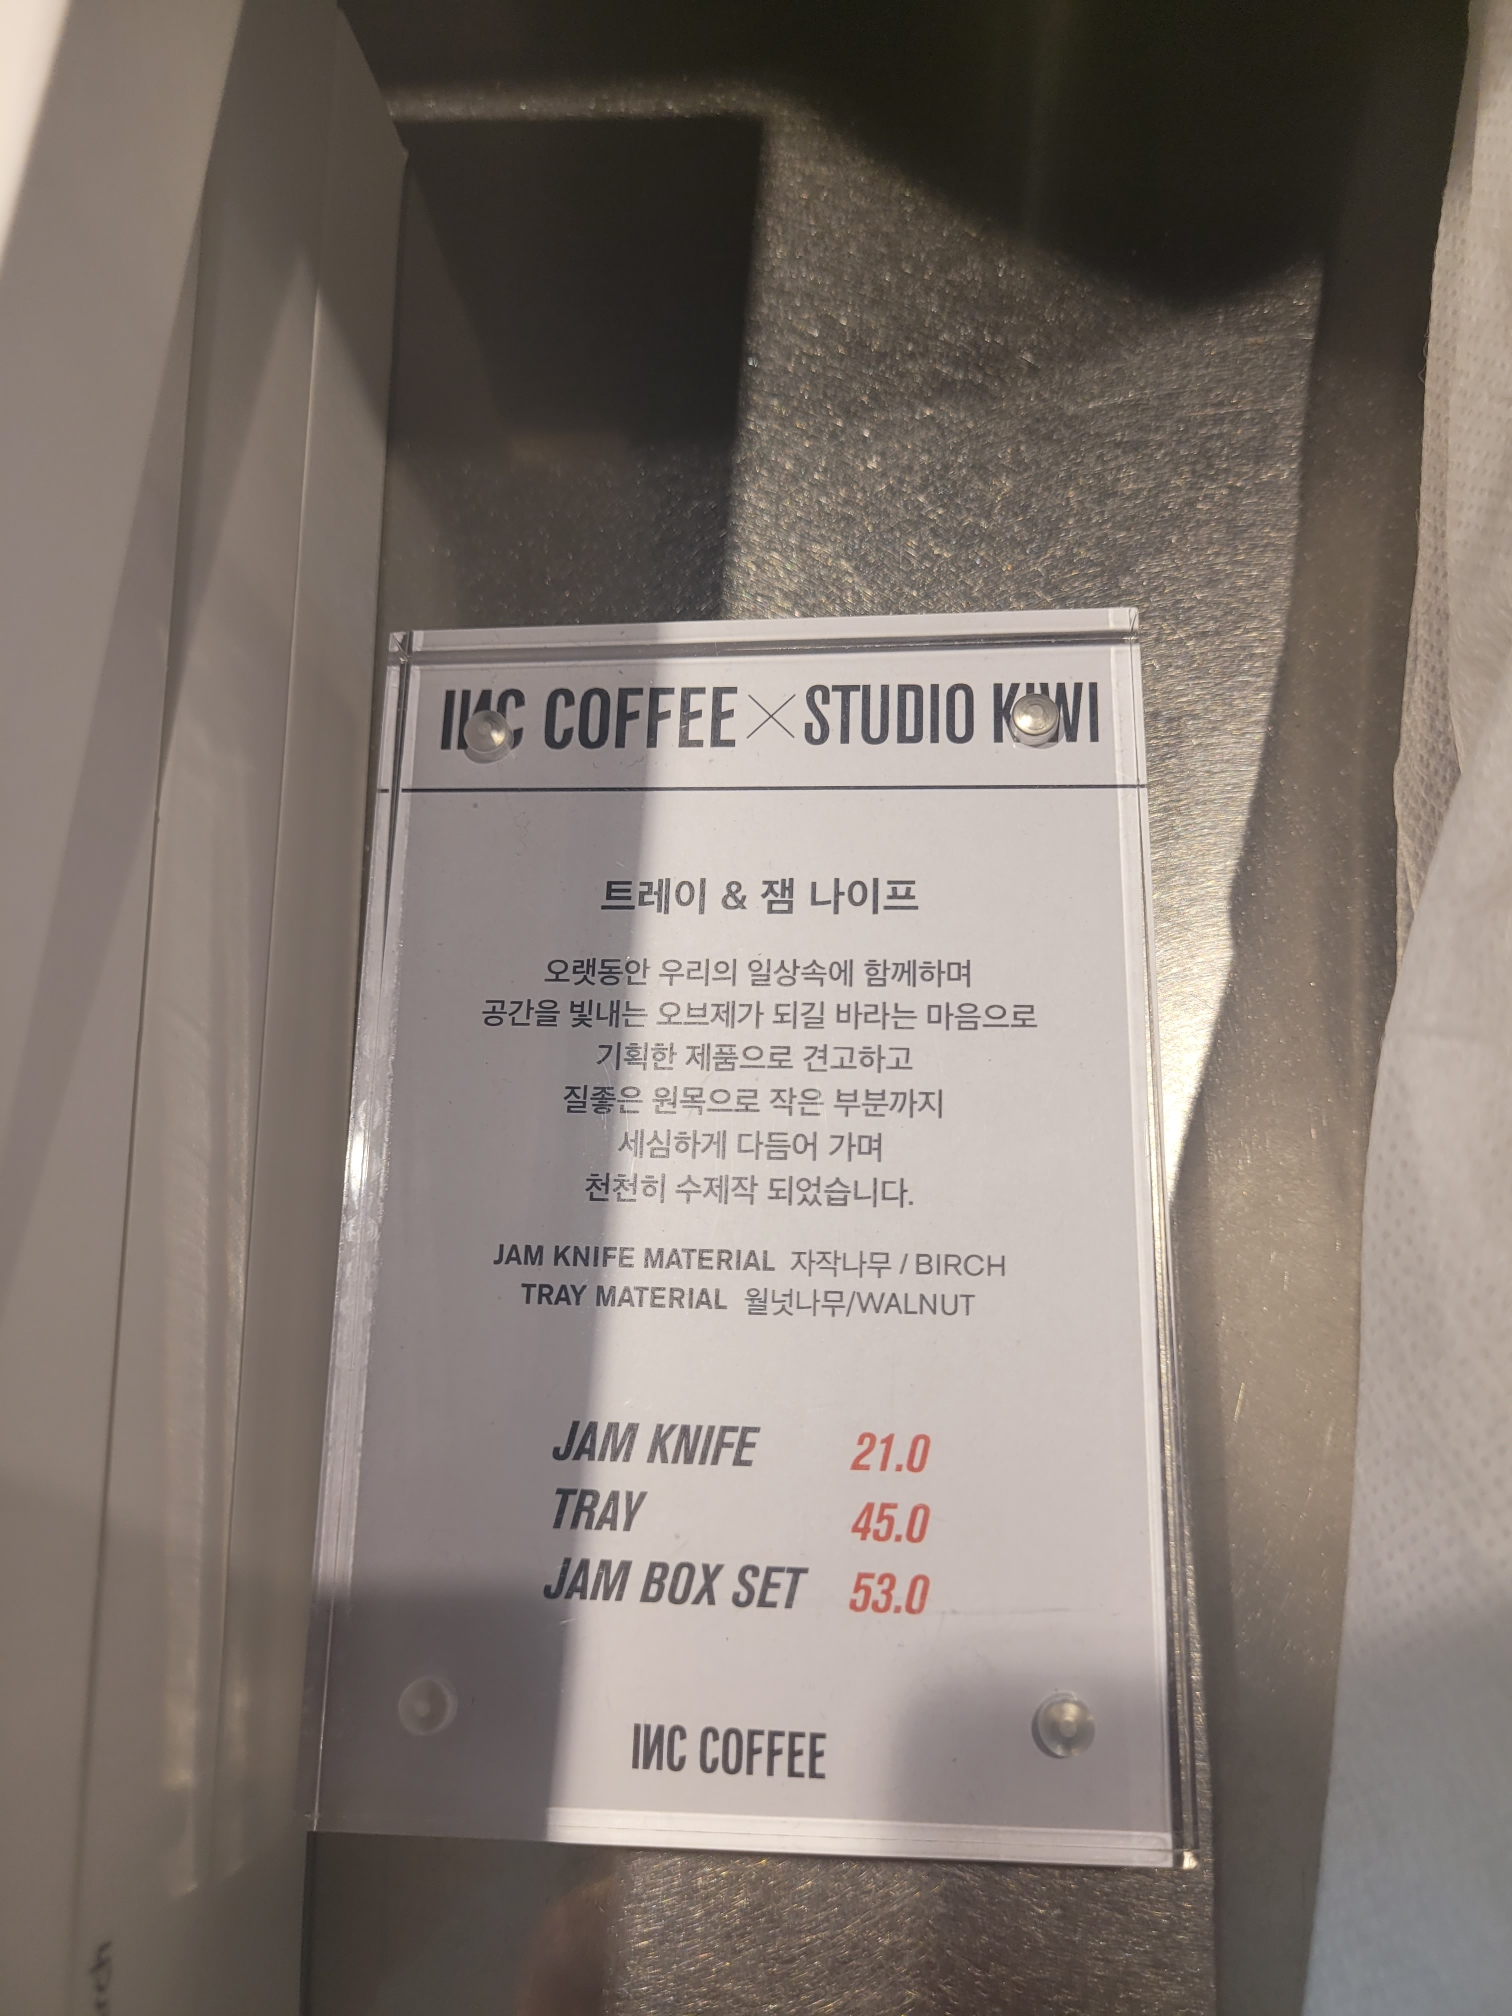 INC COFFEE × STUDIO KIWI
트레이 & 잼 나이프
오랫동안 우리의 일상속에 함께하며
공간을 빛내는 오브제가 되길 바라는 마음으로
기획한 제품으로 견고하고
질좋은 원목으로 작은 부분까지
세심하게 다듬어 가며
천천히 수제작 되었습니다.
JAM KNIFE MATERIAL 자작나무 / BIRCH
TRAY MATERIAL 월넛나무/WALNUT
JAM KNIFE 21.0
TRAY 45.0
JAM BOX SET 53.0
INC COFFEE